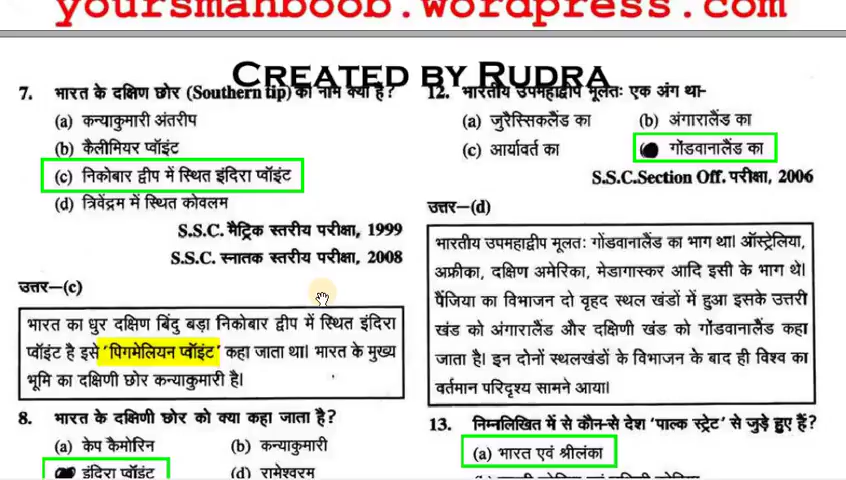 yoursmahboob.wordpress.com
CREATED BY RUDRA
7. भारत के दक्षिण छोर (Southern tip) का नाम क्या है?
(a) कन्याकुमारी अंतरीप
(b) कैलीमियर प्वॉइंट
(c) निकोबार द्वीप में स्थित इंदिरा प्वॉइंट
(d) त्रिवेंद्रम में स्थित कोवलम
S.S.C. मैट्रिक स्तरीय परीक्षा, 1999
S.S.C. स्नातक स्तरीय परीक्षा, 2008
उत्तर–(c)
भारत का धुर दक्षिण बिंदु बड़ा निकोबार द्वीप में स्थित इंदिरा
प्वॉइंट है इसे 'पिगमेलियन प्वॉइंट' कहा जाता था। भारत के मुख्य
भूमि का दक्षिणी छोर कन्याकुमारी है।
8. भारत के दक्षिणी छोर को क्या कहा जाता है?
(a) केप कैमोरिन (b) कन्याकुमारी
इंदिरा प्वॉइंट (d) रामेश्वरम
12. भारतीय उपमहाद्वीप मूलतः एक अंग था-
(a) जुरैस्सिकलैंड का (b) अंगारालैंड का
(c) आर्यावर्त का गोंडवानालैंड का
S.S.C.Section Off. परीक्षा, 2006
उत्तर–(d)
भारतीय उपमहाद्वीप मूलतः गोंडवानालैंड का भाग था। ऑस्ट्रेलिया,
अफ्रीका, दक्षिण अमेरिका, मेडागास्कर आदि इसी के भाग थे।
पैंजिया का विभाजन दो वृहद स्थल खंडों में हुआ इसके उत्तरी
खंड को अंगारालैंड और दक्षिणी खंड को गोंडवानालैंड कहा
जाता है। इन दोनों स्थलखंडों के विभाजन के बाद ही विश्व का
वर्तमान परिदृश्य सामने आया।
13. निम्नलिखित में से कौन-से देश 'पाल्क स्ट्रेट' से जुड़े हुए हैं?
(a) भारत एवं श्रीलंका